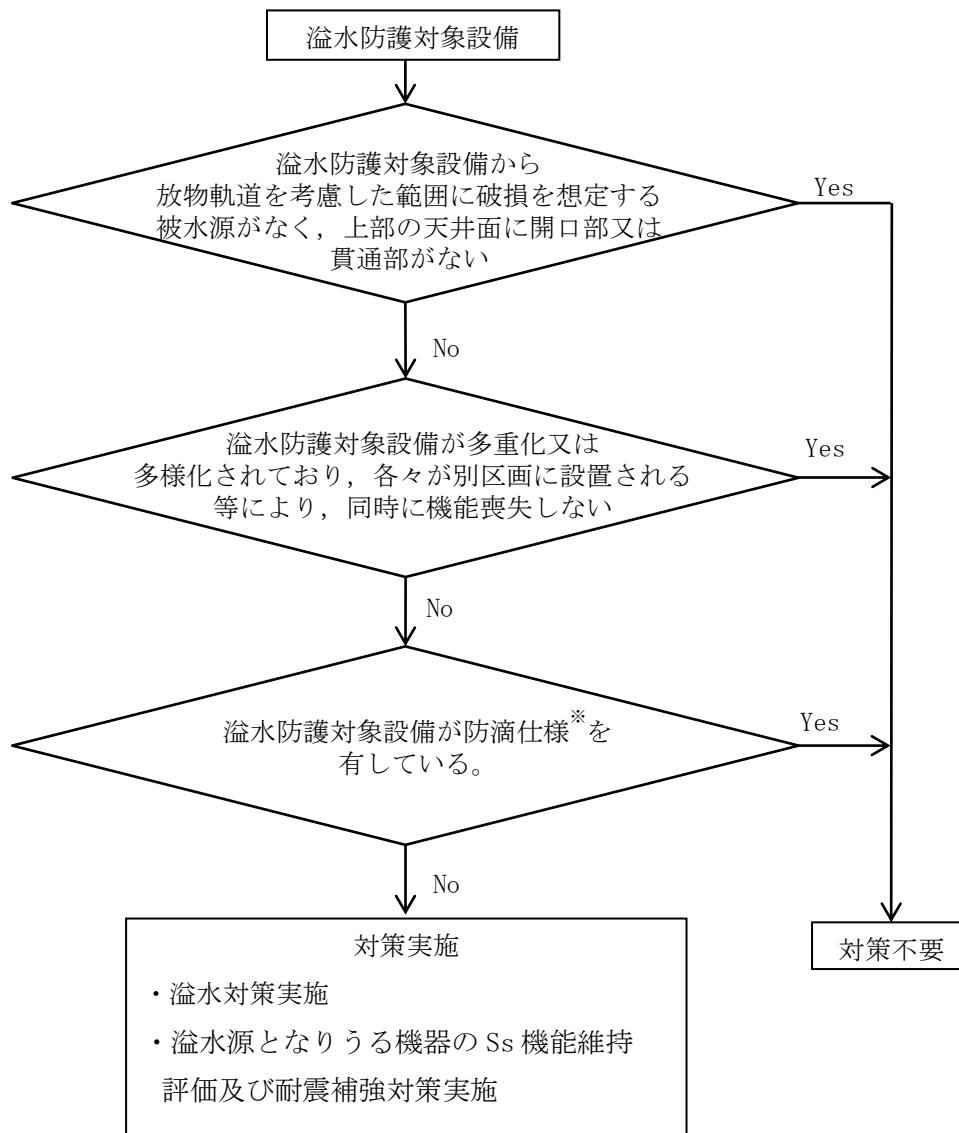 溢水防護対象設備
溢水防護対象設備から
放物軌道を考慮した範囲に破損を想定する
被水源がなく，上部の天井面に開口部又は
貫通部がない
Yes
No
溢水防護対象設備が多重化又は
多様化されており，各々が別区画に設置される
等により，同時に機能喪失しない
Yes
No
溢水防護対象設備が防滴仕様※を
有している。
Yes
No
対策実施
・溢水対策実施
・溢水源となりうる機器の Ss 機能維持
評価及び耐震補強対策実施
対策不要